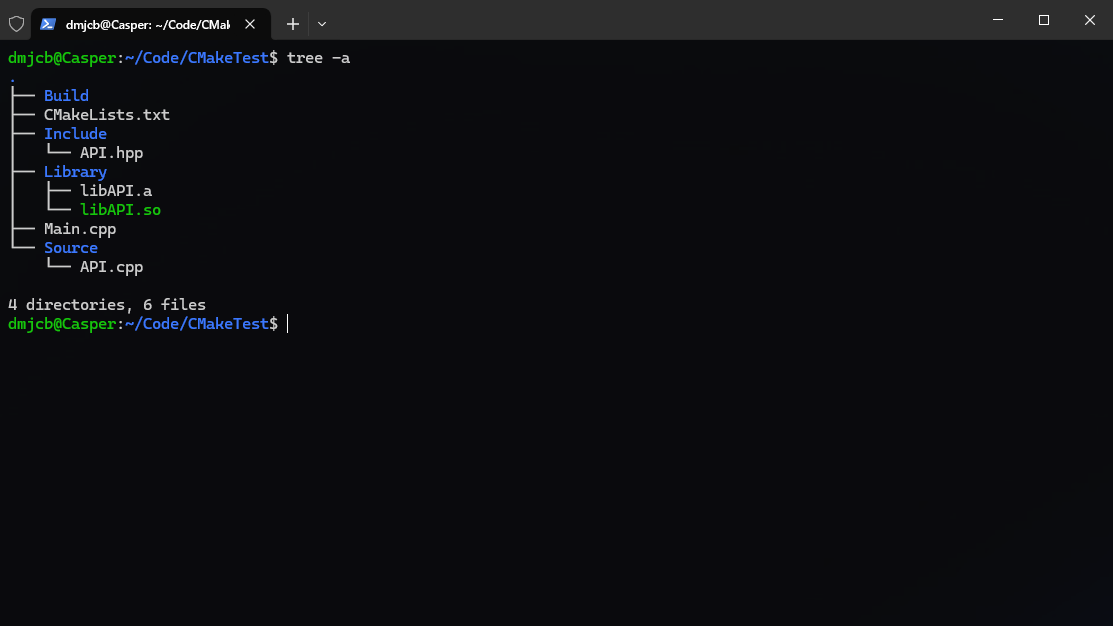 dmjcb@Casper: ~/Code/CMal
dmjcb@Casper:~/Code/CMakeTest$ tree -a
.
├── Build
├── CMakeLists.txt
├── Include
│   └── API.hpp
├── Library
│   ├── libAPI.a
│   └── libAPI.so
├── Main.cpp
└── Source
    └── API.cpp
4 directories, 6 files
dmjcb@Casper:~/Code/CMakeTest$